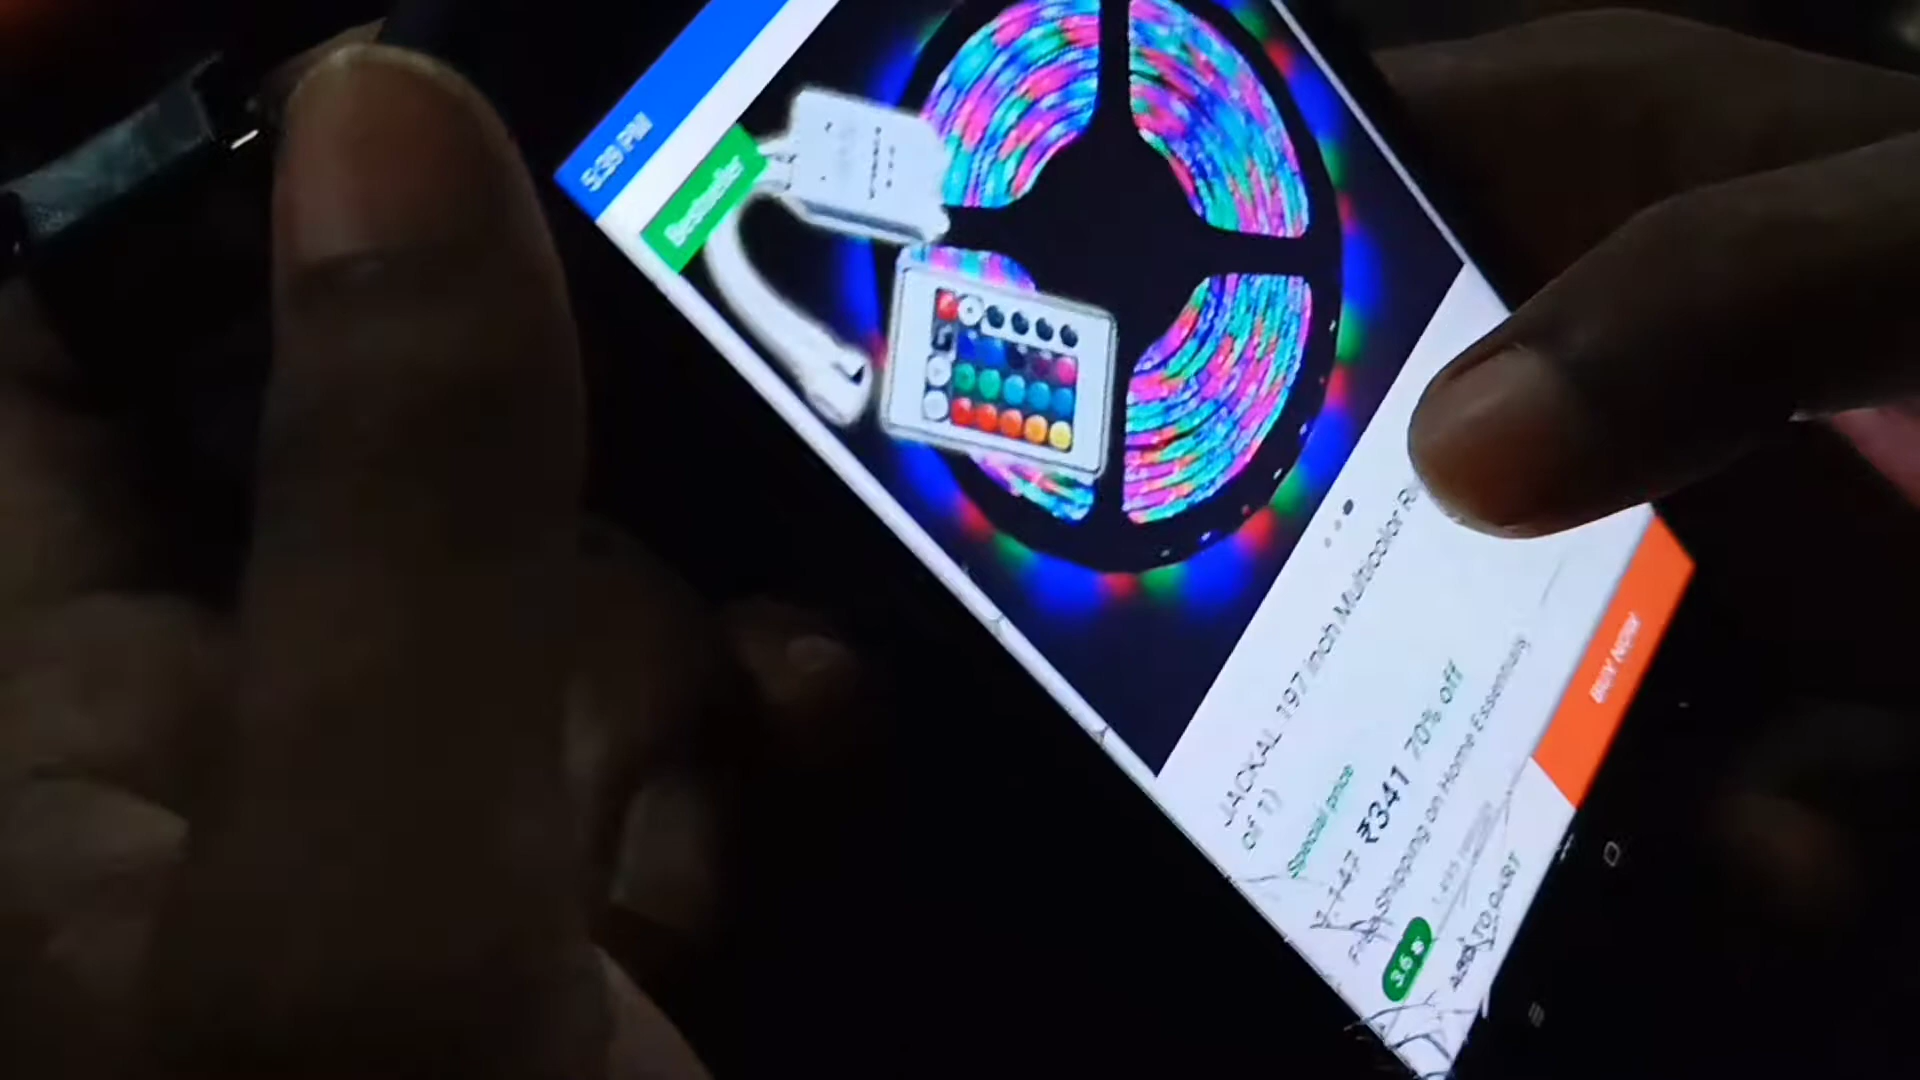 5:39 PM
Bestseller
JACKAL 197 inch Multicolor
of 1)
Special price
₹341 70% off
Free Shipping on Home Essentials
3.6
ADD TO CART
BUY NOW